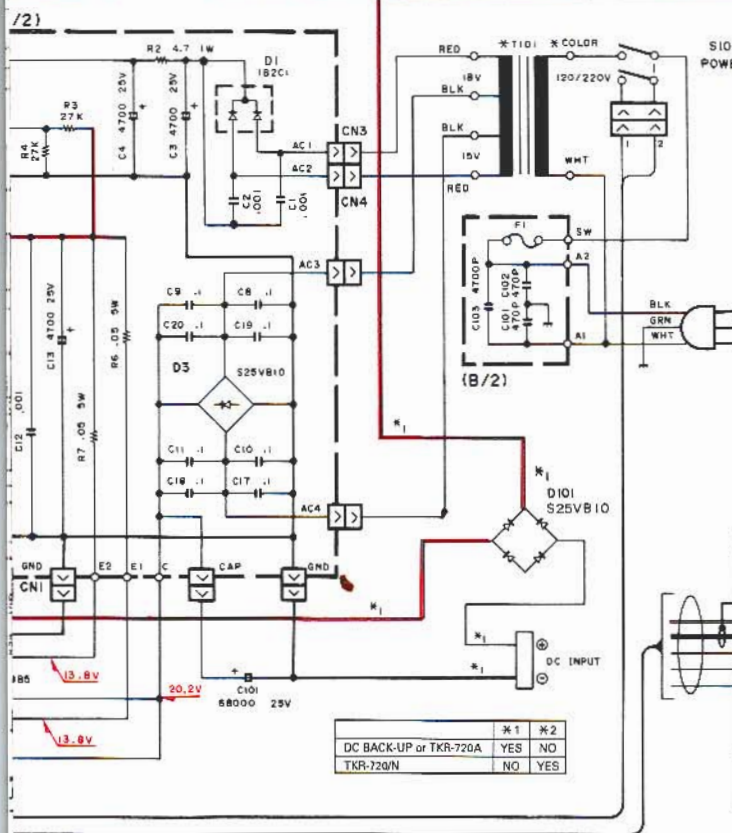 /2)
R2 4.7 1W
D1
1B2C1
R3
27K
R4
27K
C4 4700 25V
+
C3 4700 25V
+
AC1
CN3
AC2
CN4
C2
.001
C1
.001
RED
18V
BLK
BLK
15V
RED
*T101
*COLOR
120/220V
WHT
S10
POWE
1
2
F1
SW
A2
4700P
C103
C102
470P
C101
470P
A1
(B/2)
BLK
GRN
WHT
AC3
C9 .1
C8 .1
C20 .1
C19 .1
D3
S25VB10
C11 .1
C10 .1
C18 .1
C17 .1
AC4
C13 4700 25V
+
R6 .05 5W
R7 .05 5W
C12 .001
*1
*1
D101
S25VB10
GND
CN1
E2
E1
C
CAP
GND
*1
*1
*1
⊕
DC INPUT
⊖
13.8V
20.2V
13.8V
+
C101
68000 25V
*1 *2
DC BACK-UP or TKR-720A YES NO
TKR-720/N NO YES